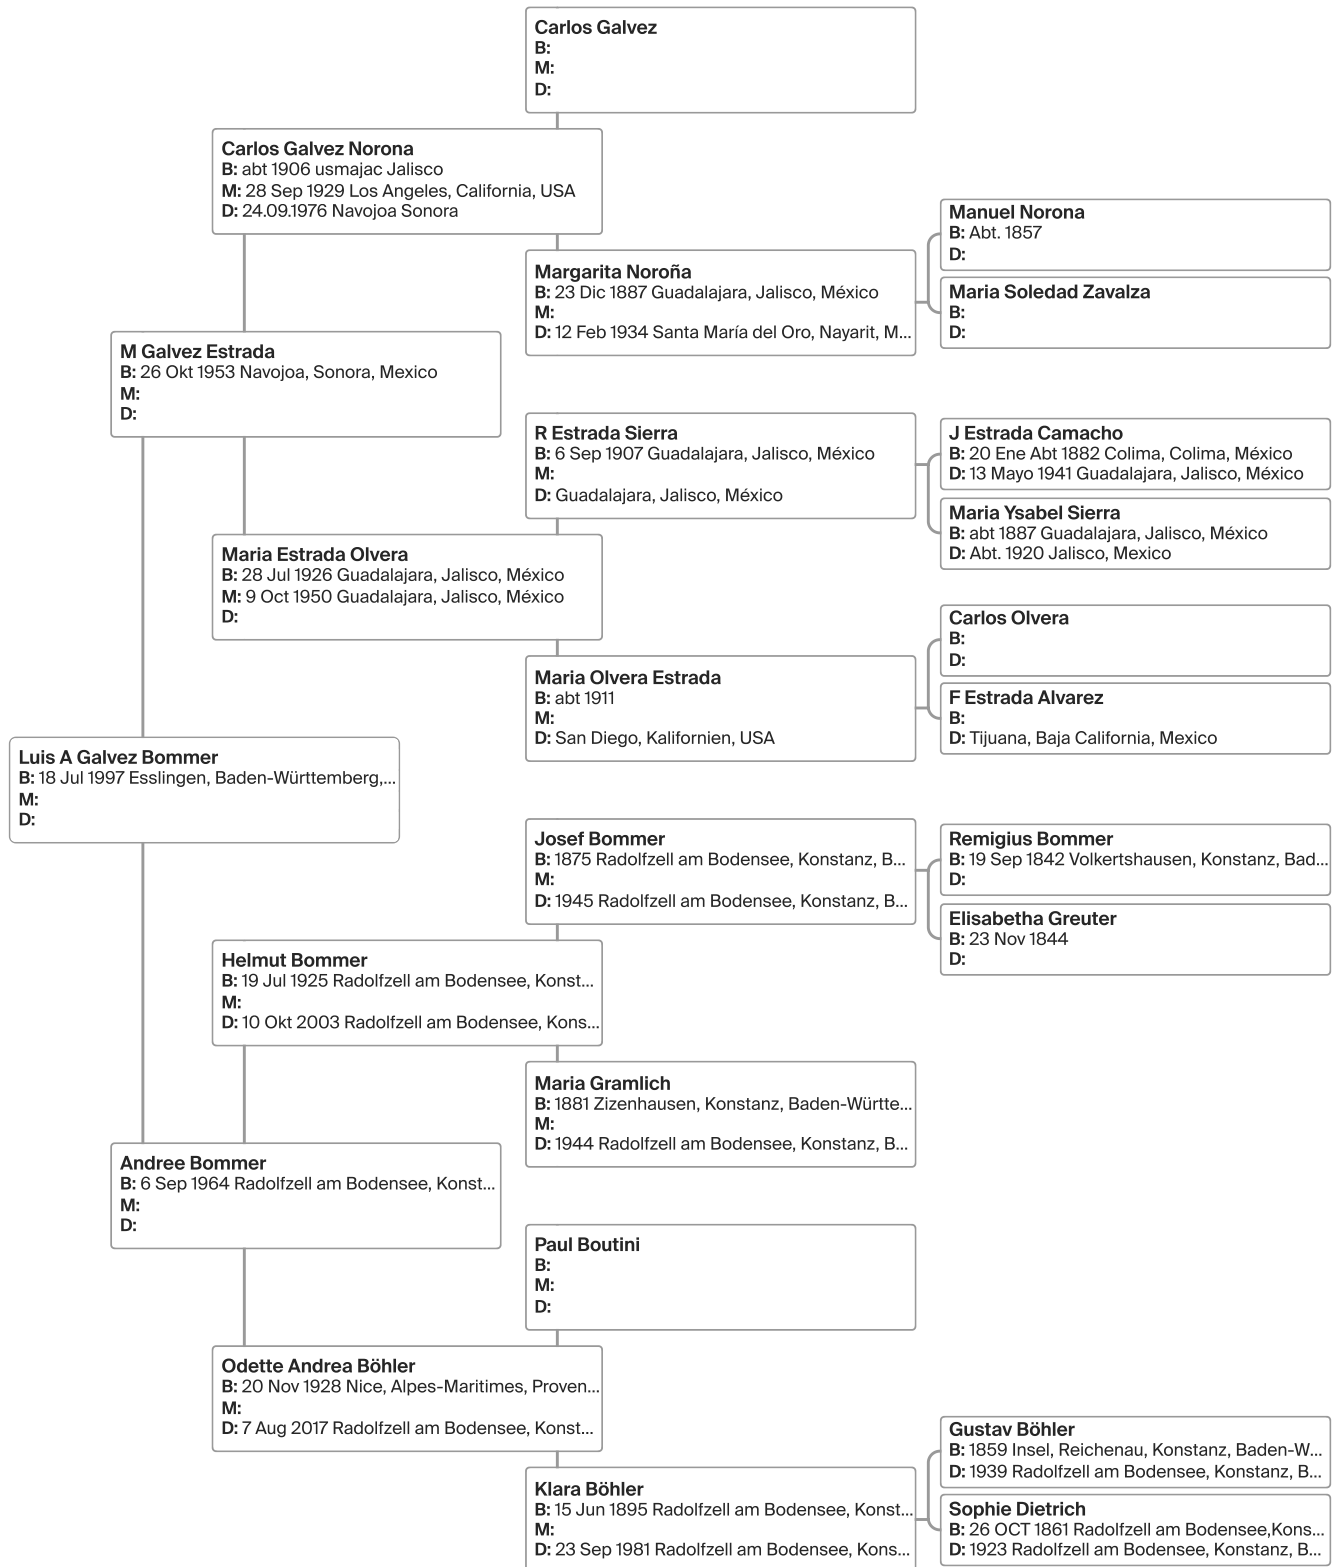 Carlos Galvez
B:
M:
D:
Carlos Galvez Norona
B: abt 1906 usmajac Jalisco
M: 28 Sep 1929 Los Angeles, California, USA
D: 24.09.1976 Navojoa Sonora
Manuel Norona
B: Abt. 1857
D:
Margarita Noroña
B: 23 Dic 1887 Guadalajara, Jalisco, México
M:
D: 12 Feb 1934 Santa María del Oro, Nayarit, M...
Maria Soledad Zavalza
B:
D:
M Galvez Estrada
B: 26 Okt 1953 Navojoa, Sonora, Mexico
M:
D:
R Estrada Sierra
B: 6 Sep 1907 Guadalajara, Jalisco, México
M:
D: Guadalajara, Jalisco, México
J Estrada Camacho
B: 20 Ene Abt 1882 Colima, Colima, México
D: 13 Mayo 1941 Guadalajara, Jalisco, México
Maria Ysabel Sierra
B: abt 1887 Guadalajara, Jalisco, México
D: Abt. 1920 Jalisco, Mexico
Maria Estrada Olvera
B: 28 Jul 1926 Guadalajara, Jalisco, México
M: 9 Oct 1950 Guadalajara, Jalisco, México
D:
Carlos Olvera
B:
D:
Maria Olvera Estrada
B: abt 1911
M:
D: San Diego, Kalifornien, USA
F Estrada Alvarez
B:
D: Tijuana, Baja California, Mexico
Luis A Galvez Bommer
B: 18 Jul 1997 Esslingen, Baden-Württemberg,...
M:
D:
Josef Bommer
B: 1875 Radolfzell am Bodensee, Konstanz, B...
M:
D: 1945 Radolfzell am Bodensee, Konstanz, B...
Remigius Bommer
B: 19 Sep 1842 Volkertshausen, Konstanz, Bad...
D:
Elisabetha Greuter
B: 23 Nov 1844
D:
Helmut Bommer
B: 19 Jul 1925 Radolfzell am Bodensee, Konst...
M:
D: 10 Okt 2003 Radolfzell am Bodensee, Kons...
Maria Gramlich
B: 1881 Zizenhausen, Konstanz, Baden-Württe...
M:
D: 1944 Radolfzell am Bodensee, Konstanz, B...
Andree Bommer
B: 6 Sep 1964 Radolfzell am Bodensee, Konst...
M:
D:
Paul Boutini
B:
M:
D:
Odette Andrea Böhler
B: 20 Nov 1928 Nice, Alpes-Maritimes, Proven...
M:
D: 7 Aug 2017 Radolfzell am Bodensee, Konst...
Gustav Böhler
B: 1859 Insel, Reichenau, Konstanz, Baden-W...
D: 1939 Radolfzell am Bodensee, Konstanz, B...
Klara Böhler
B: 15 Jun 1895 Radolfzell am Bodensee, Konst...
M:
D: 23 Sep 1981 Radolfzell am Bodensee, Kons...
Sophie Dietrich
B: 26 OCT 1861 Radolfzell am Bodensee,Kons...
D: 1923 Radolfzell am Bodensee, Konstanz, B...